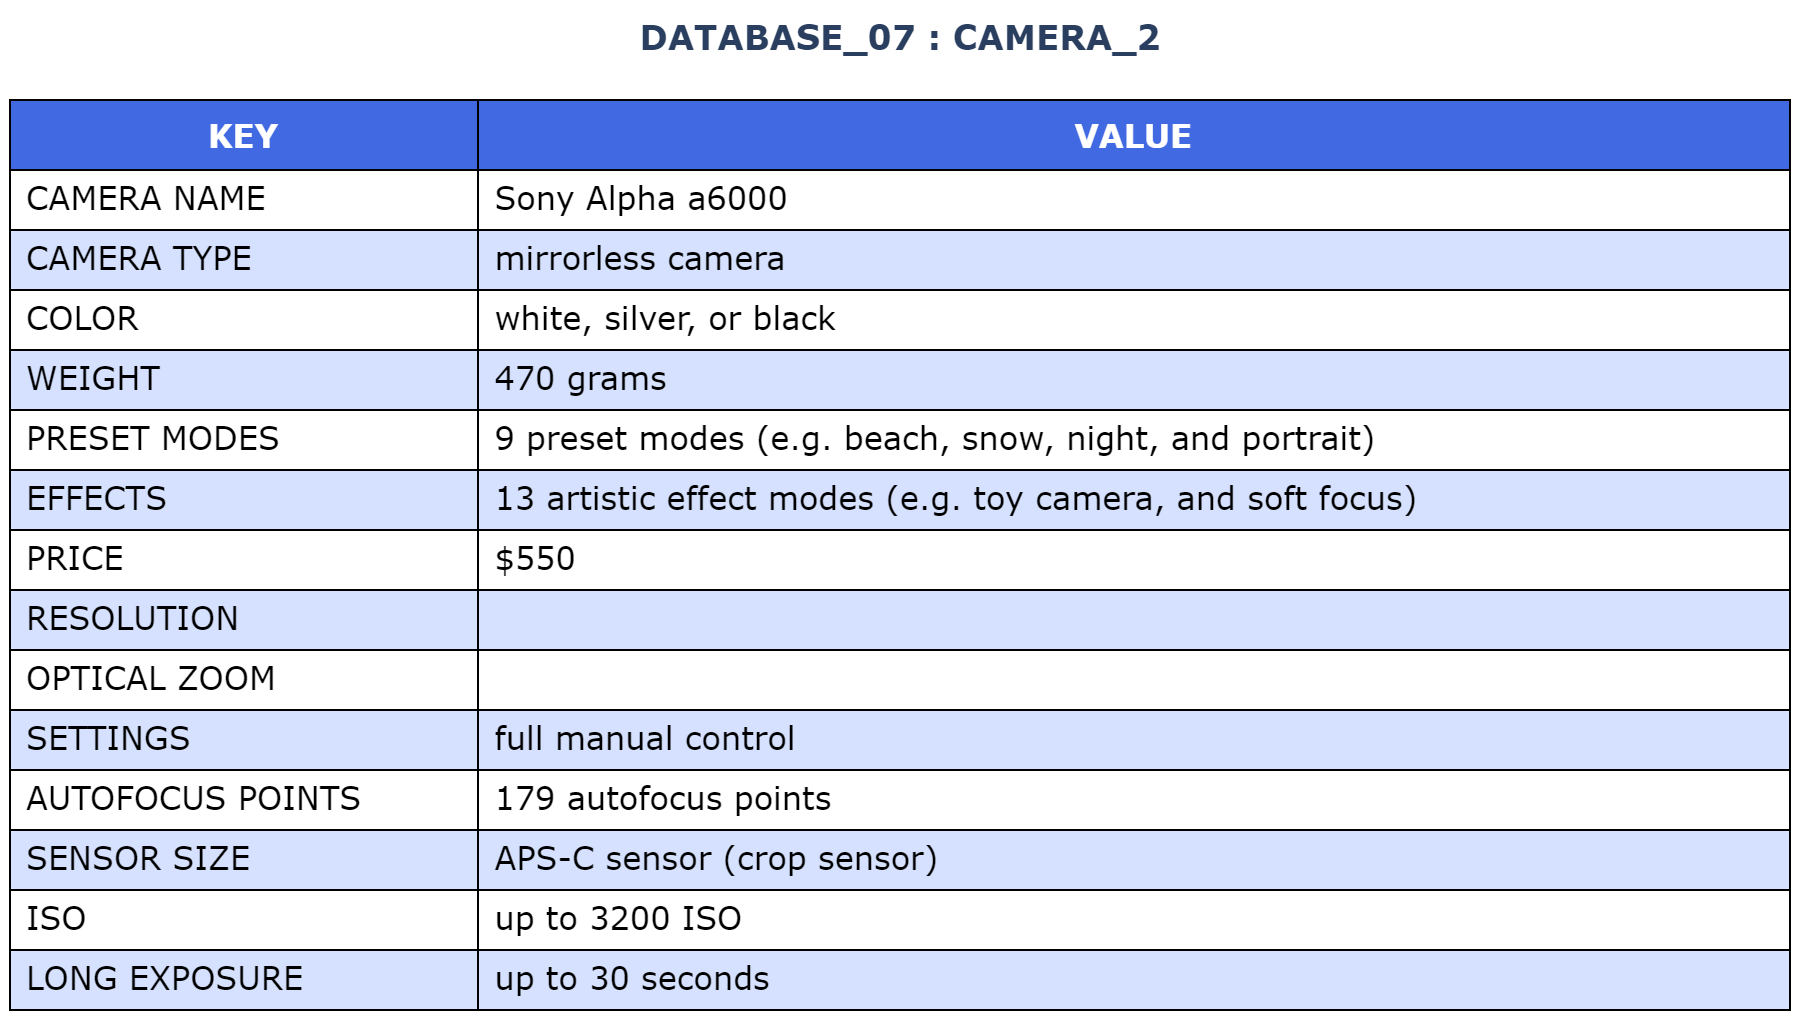 DATABASE_07 : CAMERA_2
KEY VALUE
CAMERA NAME Sony Alpha a6000
CAMERA TYPE mirrorless camera
COLOR white, silver, or black
WEIGHT 470 grams
PRESET MODES 9 preset modes (e.g. beach, snow, night, and portrait)
EFFECTS 13 artistic effect modes (e.g. toy camera, and soft focus)
PRICE $550
RESOLUTION
OPTICAL ZOOM
SETTINGS full manual control
AUTOFOCUS POINTS 179 autofocus points
SENSOR SIZE APS-C sensor (crop sensor)
ISO up to 3200 ISO
LONG EXPOSURE up to 30 seconds